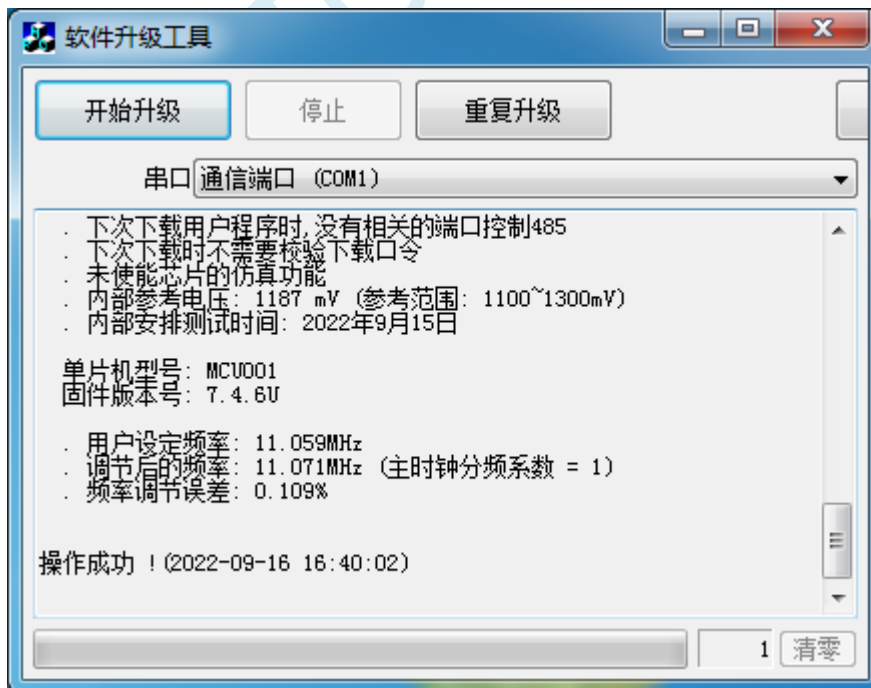 软件升级工具
开始升级
停止
重复升级
串口 通信端口 (COM1)
. 下次下载用户程序时,没有相关的端口控制485
. 下次下载时不需要校验下载口令
. 未使能芯片的仿真功能
. 内部参考电压: 1187 mV (参考范围: 1100~1300mV)
. 内部安排测试时间: 2022年9月15日
单片机型号: MCU001
固件版本号: 7.4.6U
. 用户设定频率: 11.059MHz
. 调节后的频率: 11.071MHz (主时钟分频系数 = 1)
. 频率调节误差: 0.109%
操作成功 !(2022-09-16 16:40:02)
1 清零